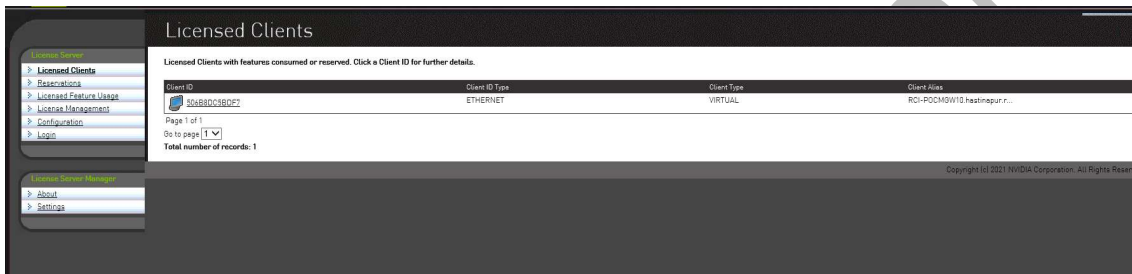 Licensed Clients
License Server
Licensed Clients
Reservations
Licensed Feature Usage
License Management
Configuration
Login
License Server Manager
About
Settings
Licensed Clients with features consumed or reserved. Click a Client ID for further details.
Client ID Client ID Type Client Type Client Alias
506B8DC5BDF7 ETHERNET VIRTUAL RCI-POCMGW10.hastinapur.r...
Page 1 of 1
Go to page 1
Total number of records: 1
Copyright (c) 2021 NVIDIA Corporation. All Rights Reser